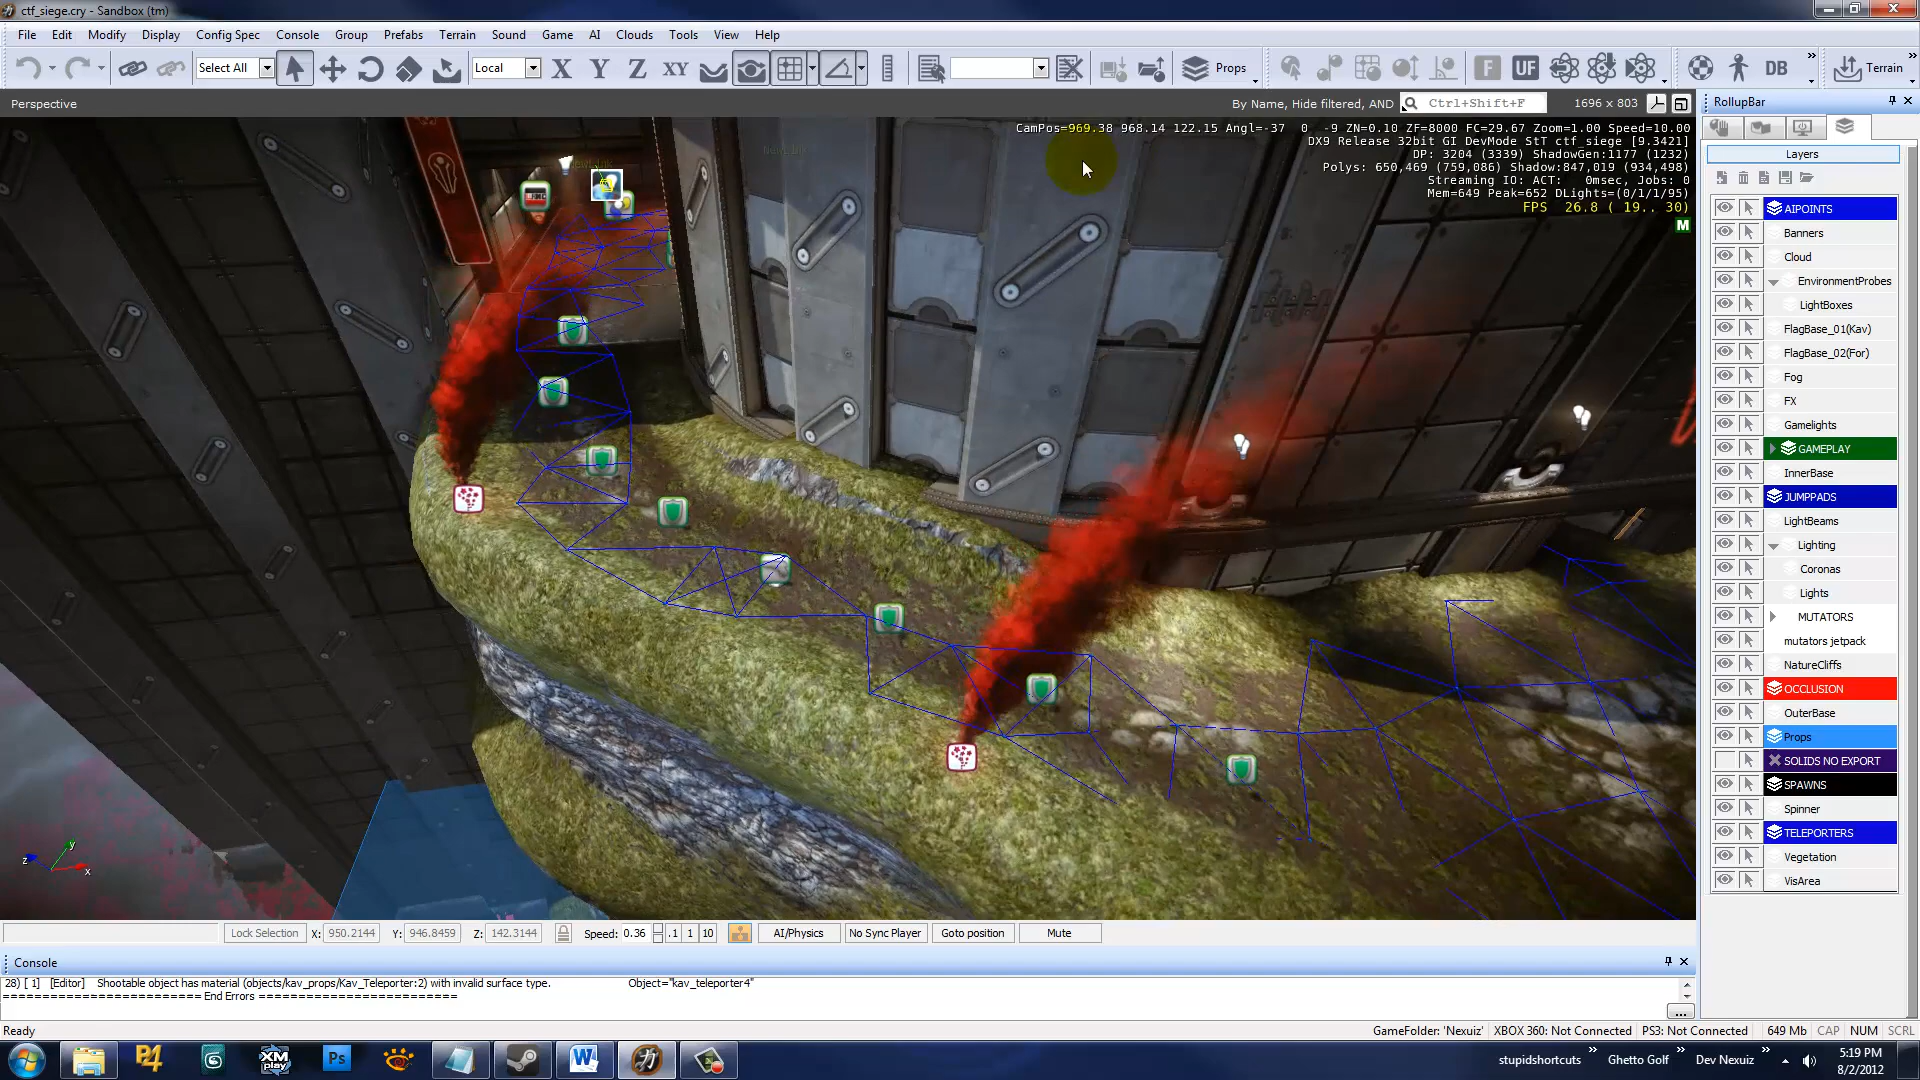 ctf_siege.cry - Sandbox (tm)
File Edit Modify Display Config Spec Console Group Prefabs Terrain Sound Game AI Clouds Tools View Help
Select All Local X Y Z XY Props F UF DB Terrain
Perspective By Name, Hide filtered, AND Ctrl+Shift+F 1696 x 803
RollupBar
CamPos=969.38 968.14 122.15 Angl=-37 0 -9 ZN=0.10 ZF=8000 FC=29.67 Zoom=1.00 Speed=10.00
DX9 Release 32bit GI DevMode StT ctf_siege [9.3421]
DP: 3204 (3339) ShadowGen:1177 (1232)
Polys: 650,469 (759,086) Shadow:847,019 (934,498)
Streaming IO: ACT: 0msec, Jobs: 0
Mem=649 Peak=652 DLights=(0/1/1/95)
FPS 26.8 ( 19.. 30)
M
Layers
AIPOINTS
Banners
Cloud
EnvironmentProbes
LightBoxes
FlagBase_01(Kav)
FlagBase_02(For)
Fog
FX
Gamelights
GAMEPLAY
InnerBase
JUMPPADS
LightBeams
Lighting
Coronas
Lights
MUTATORS
mutators jetpack
NatureCliffs
OCCLUSION
OuterBase
Props
SOLIDS NO EXPORT
SPAWNS
Spinner
TELEPORTERS
Vegetation
VisArea
z y x
Lock Selection X: 950.2144 Y: 946.8459 Z: 142.3144 Speed: 0.36 .1 1 10 AI/Physics No Sync Player Goto position Mute
Console
28) [ 1] [Editor] Shootable object has material (objects/kav_props/Kav_Teleporter:2) with invalid surface type. Object="kav_teleporter4"
========================= End Errors =========================
...
Ready GameFolder: 'Nexuiz' XBOX 360: Not Connected PS3: Not Connected 649 Mb CAP NUM SCRL
P4 XM play Ps W stupidshortcuts Ghetto Golf Dev Nexuiz 5:19 PM
8/2/2012